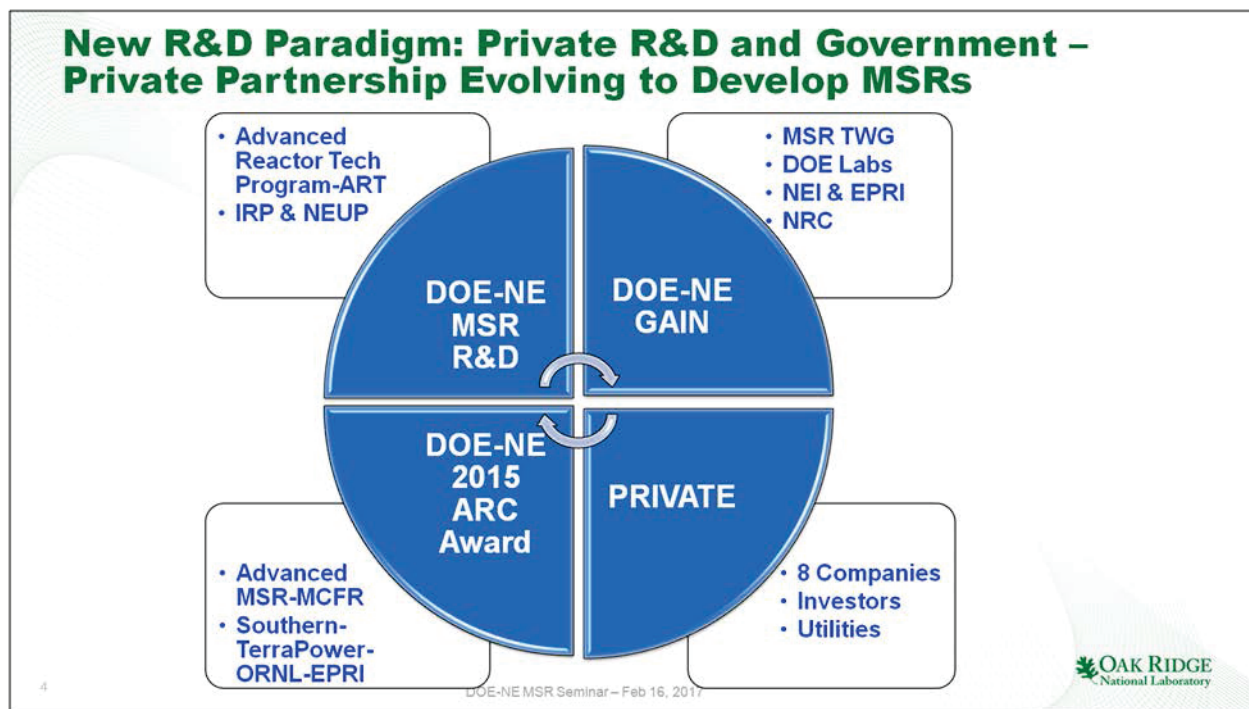 New R&D Paradigm: Private R&D and Government –
Private Partnership Evolving to Develop MSRs
• Advanced
Reactor Tech
Program-ART
• IRP & NEUP
• MSR TWG
• DOE Labs
• NEI & EPRI
• NRC
DOE-NE
MSR
R&D
DOE-NE
GAIN
DOE-NE
2015
ARC
Award
PRIVATE
• Advanced
MSR-MCFR
• Southern-
TerraPower-
ORNL-EPRI
• 8 Companies
• Investors
• Utilities
4
DOE-NE MSR Seminar – Feb 16, 2017
OAK RIDGE
National Laboratory